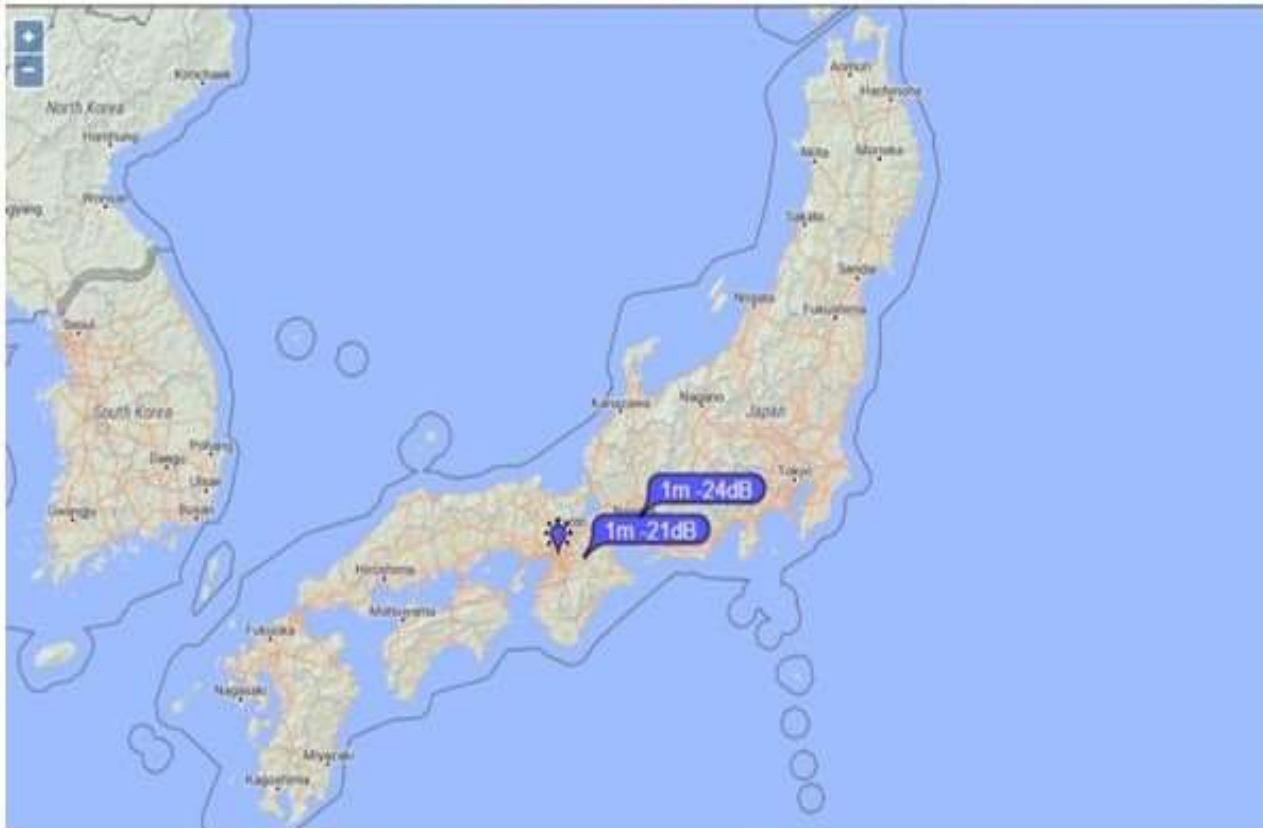 +
−
Kimchaek
North Korea
Hamhung
Wonsan
gyang
Seoul
South Korea
Pohang
Daegu
Ulsan
Gwangju
Busan
Aomori
Hachinohe
Akita
Morioka
Sakata
Sendai
Niigata
Fukushima
Kanazawa
Nagano
Japan
Tokyo
1m -24dB
1m -21dB
Hiroshima
Matsuyama
Fukuoka
Nagasaki
Miyazaki
Kagoshima